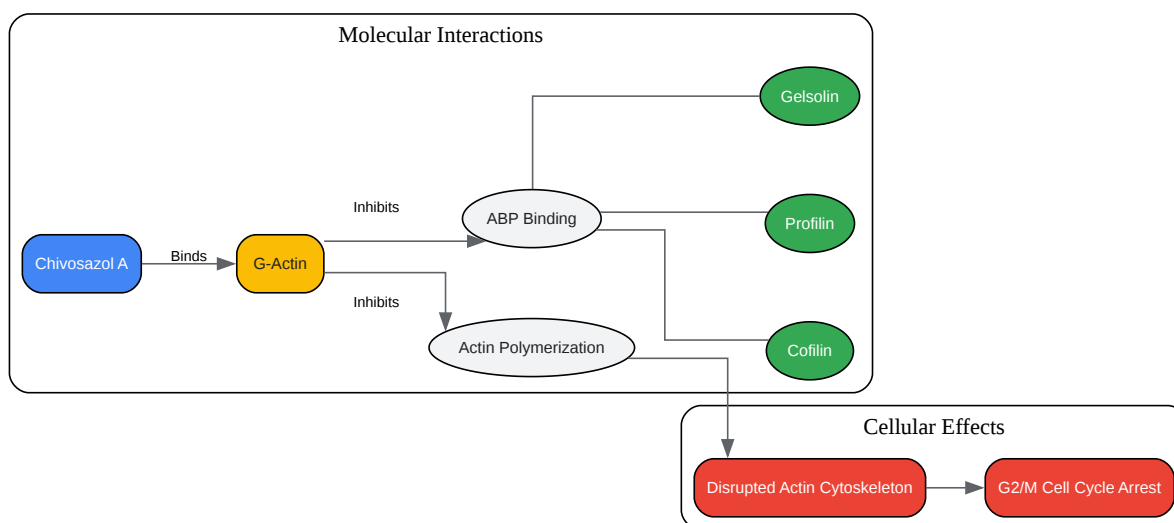 Molecular Interactions
Gelsolin
Inhibits
ABP Binding
Profilin
Chivosazol A
Binds
G-Actin
Inhibits
Actin Polymerization
Cofilin
Cellular Effects
Disrupted Actin Cytoskeleton
G2/M Cell Cycle Arrest